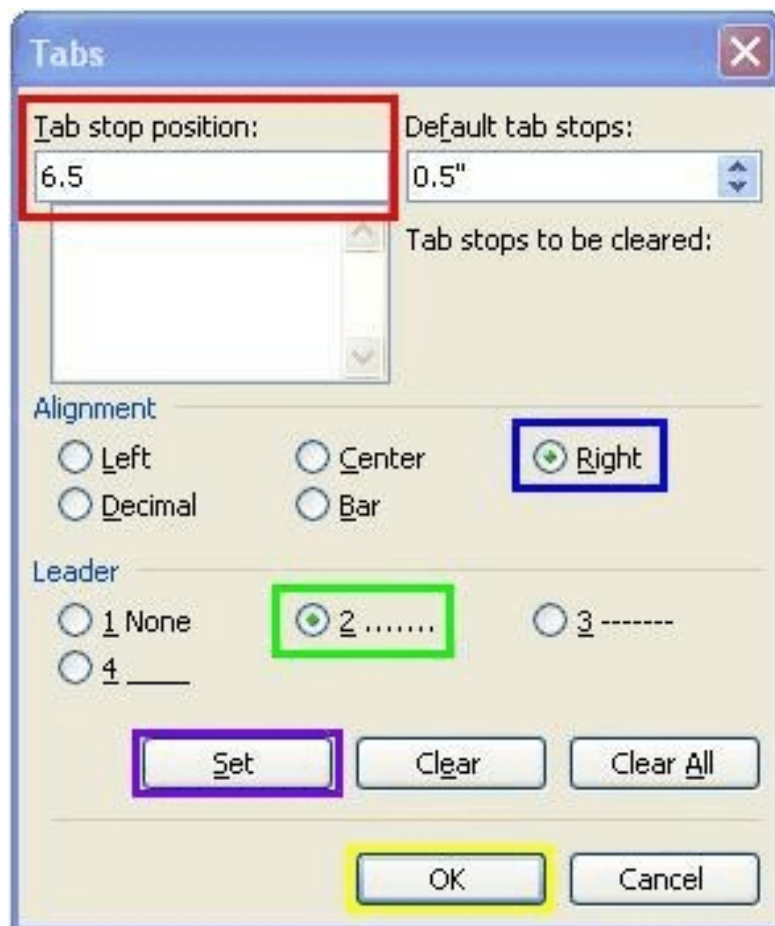 Tabs
Tab stop position:
Default tab stops:
6.5
0.5"
Tab stops to be cleared:
Alignment
Left
Center
Right
Decimal
Bar
Leader
1 None
2 .......
3 -------
4 ____
Set
Clear
Clear All
OK
Cancel